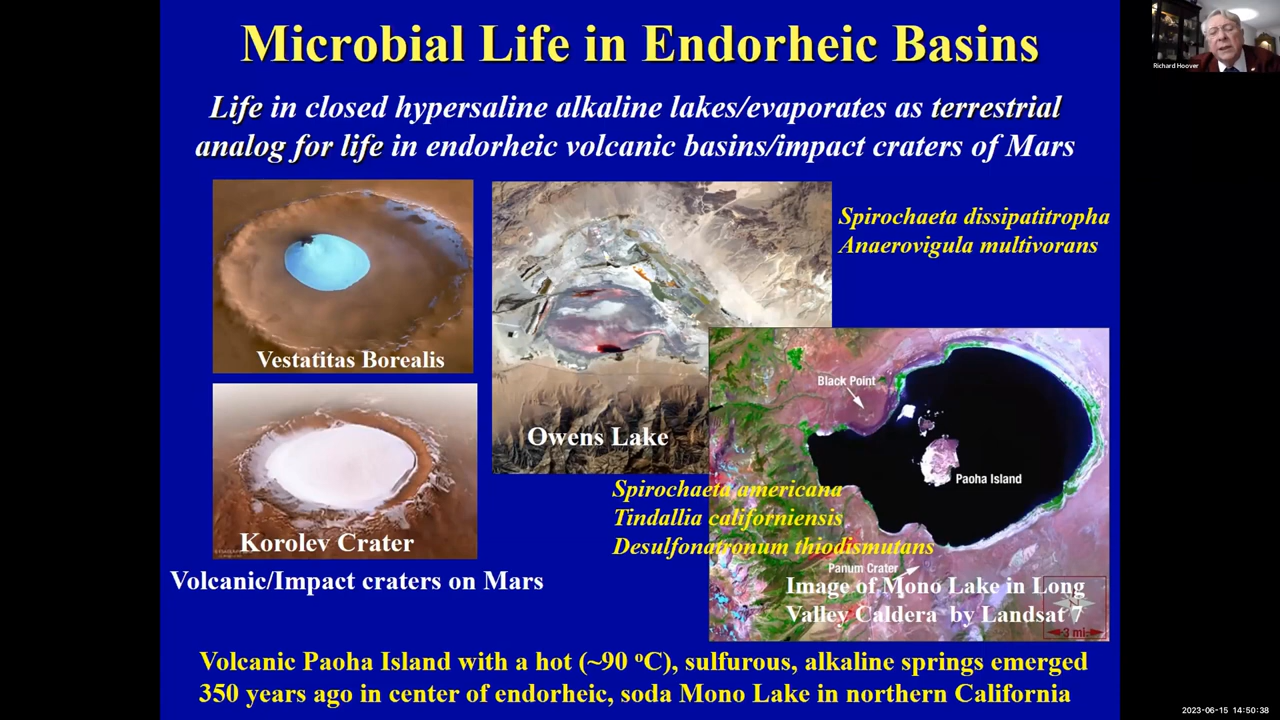 Microbial Life in Endorheic Basins
Richard Hoover
Life in closed hypersaline alkaline lakes/evaporates as terrestrial
analog for life in endorheic volcanic basins/impact craters of Mars
Vestatitas Borealis
Korolev Crater
Volcanic/Impact craters on Mars
Owens Lake
Spirochaeta dissipatitropha
Anaerovigula multivorans
Black Point
Paoha Island
Spirochaeta americana
Tindallia californiensis
Desulfonatronum thiodismutans
Panum Crater
Image of Mono Lake in Long
Valley Caldera by Landsat 7
3 mi.
Volcanic Paoha Island with a hot (~90 ºC), sulfurous, alkaline springs emerged
350 years ago in center of endorheic, soda Mono Lake in northern California
2023-06-15 14:50:38